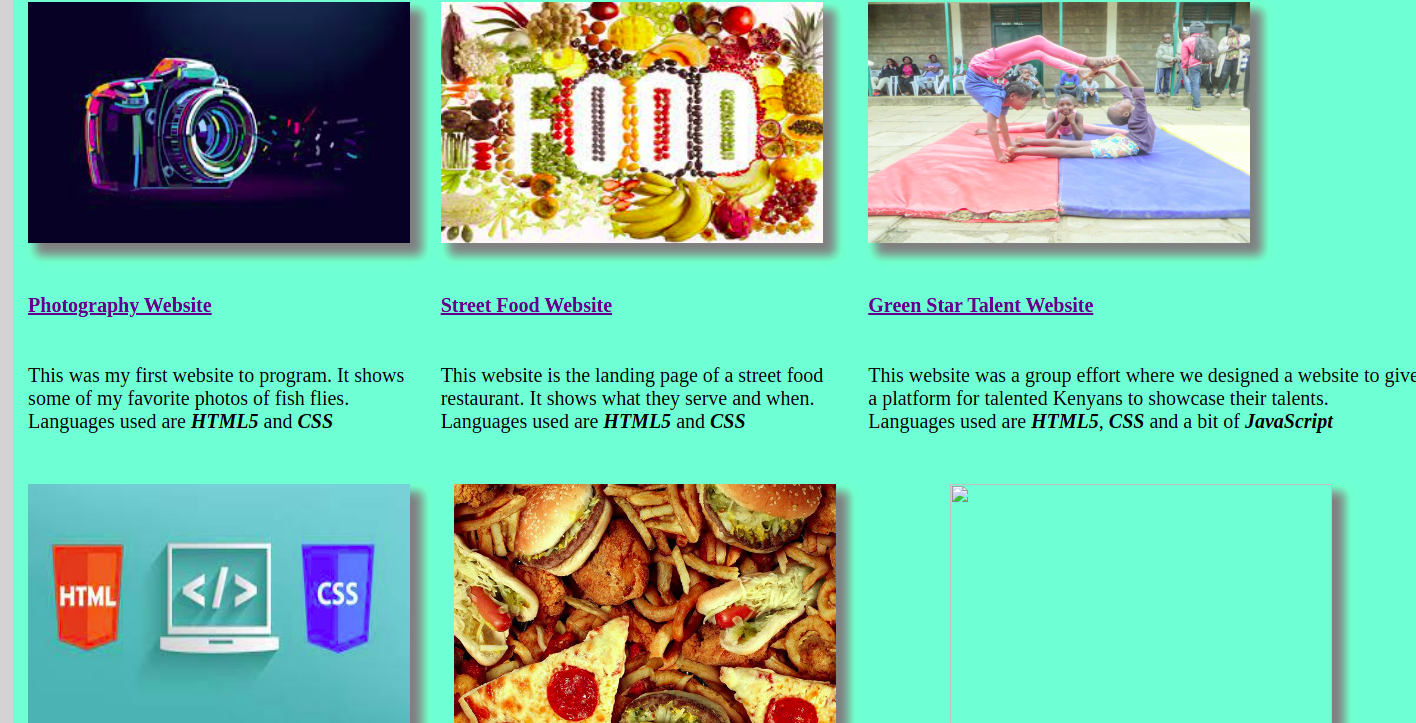 FOOD
Photography Website
Street Food Website
Green Star Talent Website
This was my first website to program. It shows
some of my favorite photos of fish flies.
Languages used are HTML5 and CSS
This website is the landing page of a street food
restaurant. It shows what they serve and when.
Languages used are HTML5 and CSS
This website was a group effort where we designed a website to give
a platform for talented Kenyans to showcase their talents.
Languages used are HTML5, CSS and a bit of JavaScript
HTML
</>
CSS